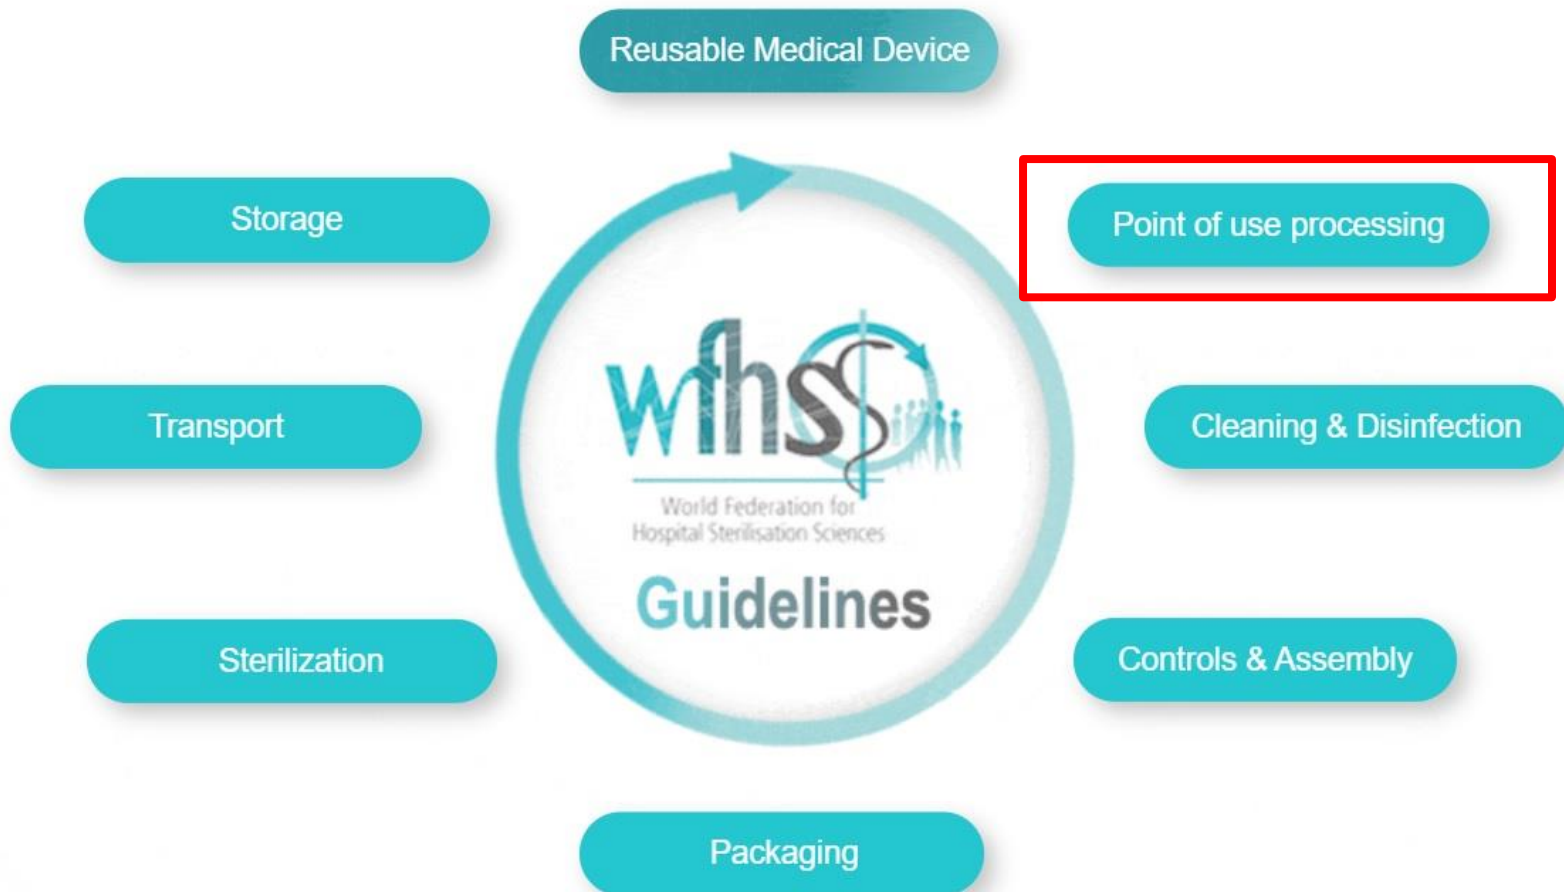 Reusable Medical Device
Storage
Point of use processing
Transport
Cleaning & Disinfection
wfhss
World Federation for
Hospital Sterilisation Sciences
Guidelines
Sterilization
Controls & Assembly
Packaging